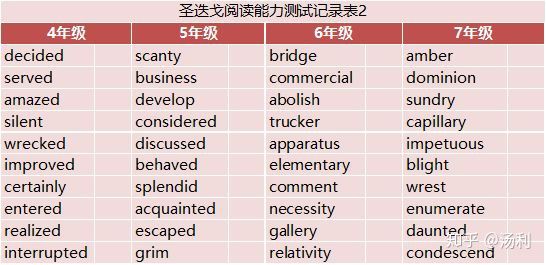 圣迭戈阅读能力测试记录表2
4年级 5年级 6年级 7年级
decided scanty bridge amber
served business commercial dominion
amazed develop abolish sundry
silent considered trucker capillary
wrecked discussed apparatus impetuous
improved behaved elementary blight
certainly splendid comment wrest
entered acquainted necessity enumerate
realized escaped gallery daunted
interrupted grim relativity condescend
知乎 @汤利